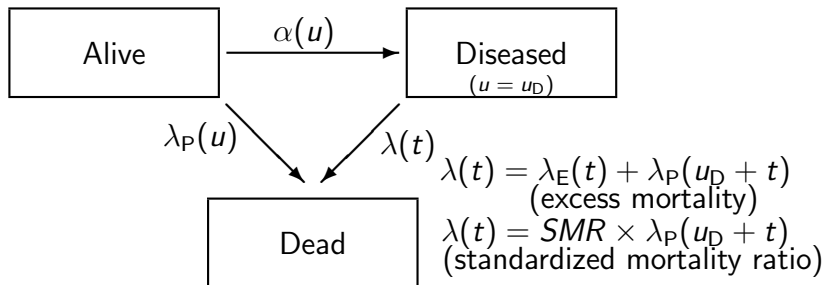 Alive
α(u)
Diseased
(u = u_D)
λ_P(u)
λ(t)
λ(t) = λ_E(t) + λ_P(u_D + t)
(excess mortality)
Dead
λ(t) = SMR × λ_P(u_D + t)
(standardized mortality ratio)